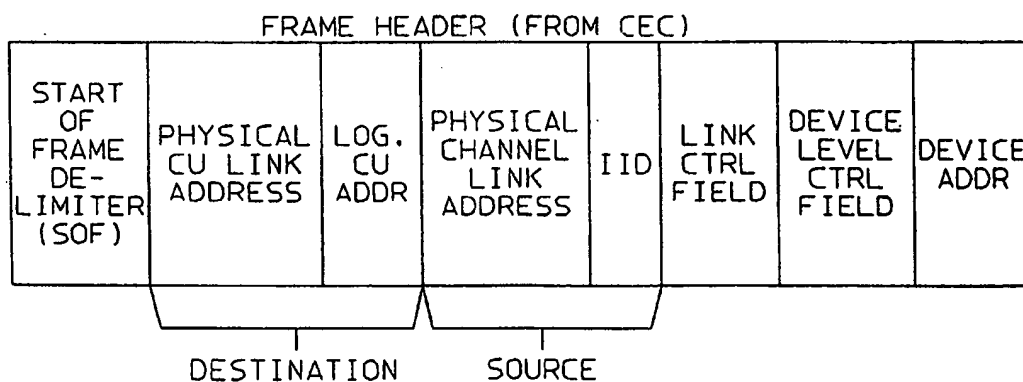 FRAME HEADER (FROM CEC)
START
OF
FRAME
DE-
LIMITER
(SOF)
PHYSICAL
CU LINK
ADDRESS
LOG.
CU
ADDR
PHYSICAL
CHANNEL
LINK
ADDRESS
IID
LINK
CTRL
FIELD
DEVICE
LEVEL
CTRL
FIELD
DEVICE
ADDR
DESTINATION
SOURCE